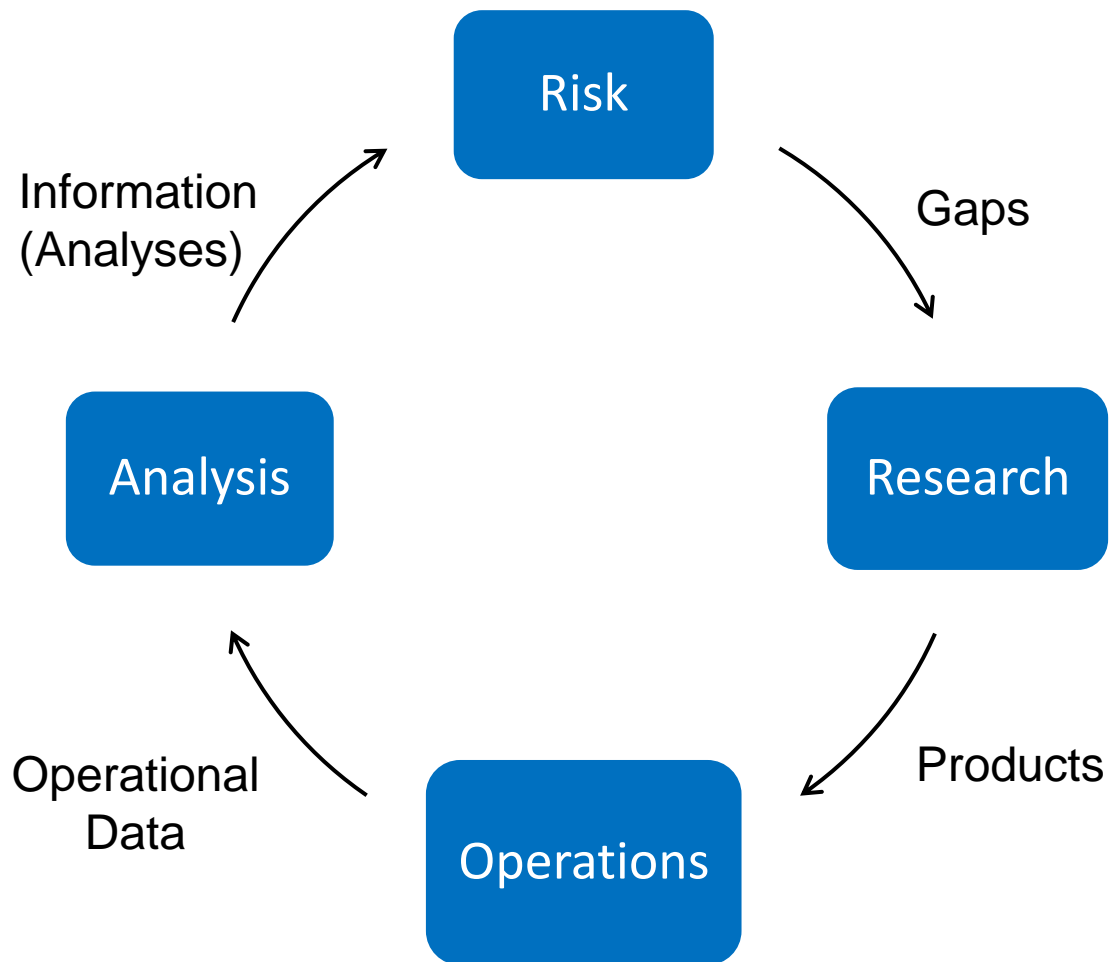 Risk
Information
(Analyses)
Gaps
Analysis
Research
Operational
Data
Products
Operations